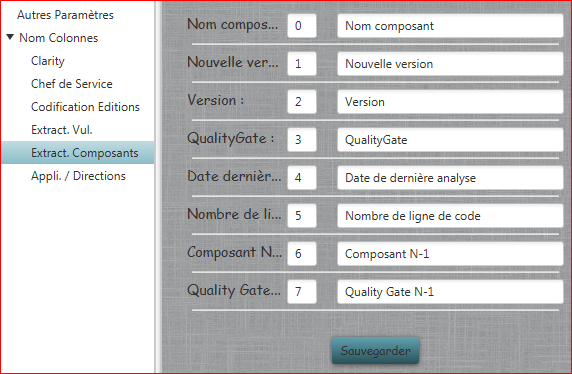 Autres Paramètres
Nom Colonnes
Clarity
Chef de Service
Codification Editions
Extract. Vul.
Extract. Composants
Appli. / Directions
Nom compos... 0 Nom composant
Nouvelle ver... 1 Nouvelle version
Version : 2 Version
QualityGate : 3 QualityGate
Date dernièr... 4 Date de dernière analyse
Nombre de li... 5 Nombre de ligne de code
Composant N... 6 Composant N-1
Quality Gate... 7 Quality Gate N-1
Sauvegarder